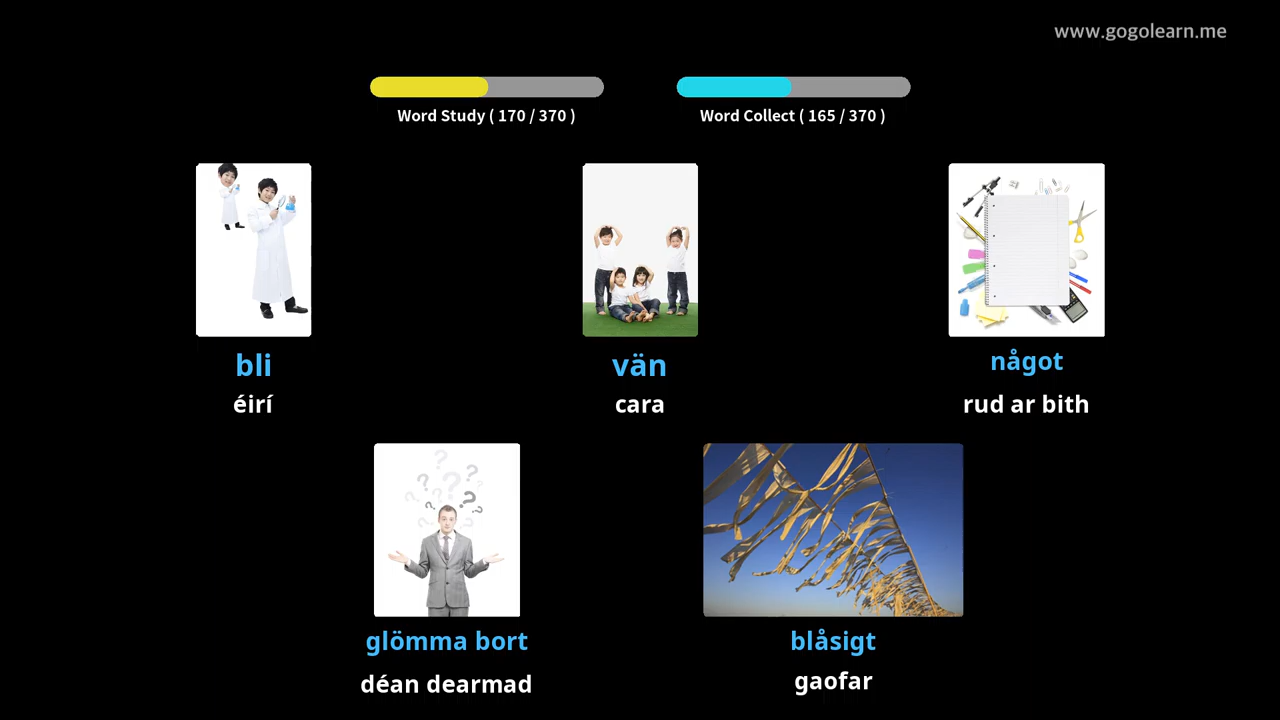 www.gogolearn.me
Word Study ( 170 / 370 )
Word Collect ( 165 / 370 )
bli
éirí
vän
cara
något
rud ar bith
glömma bort
déan dearmad
blåsigt
gaofar